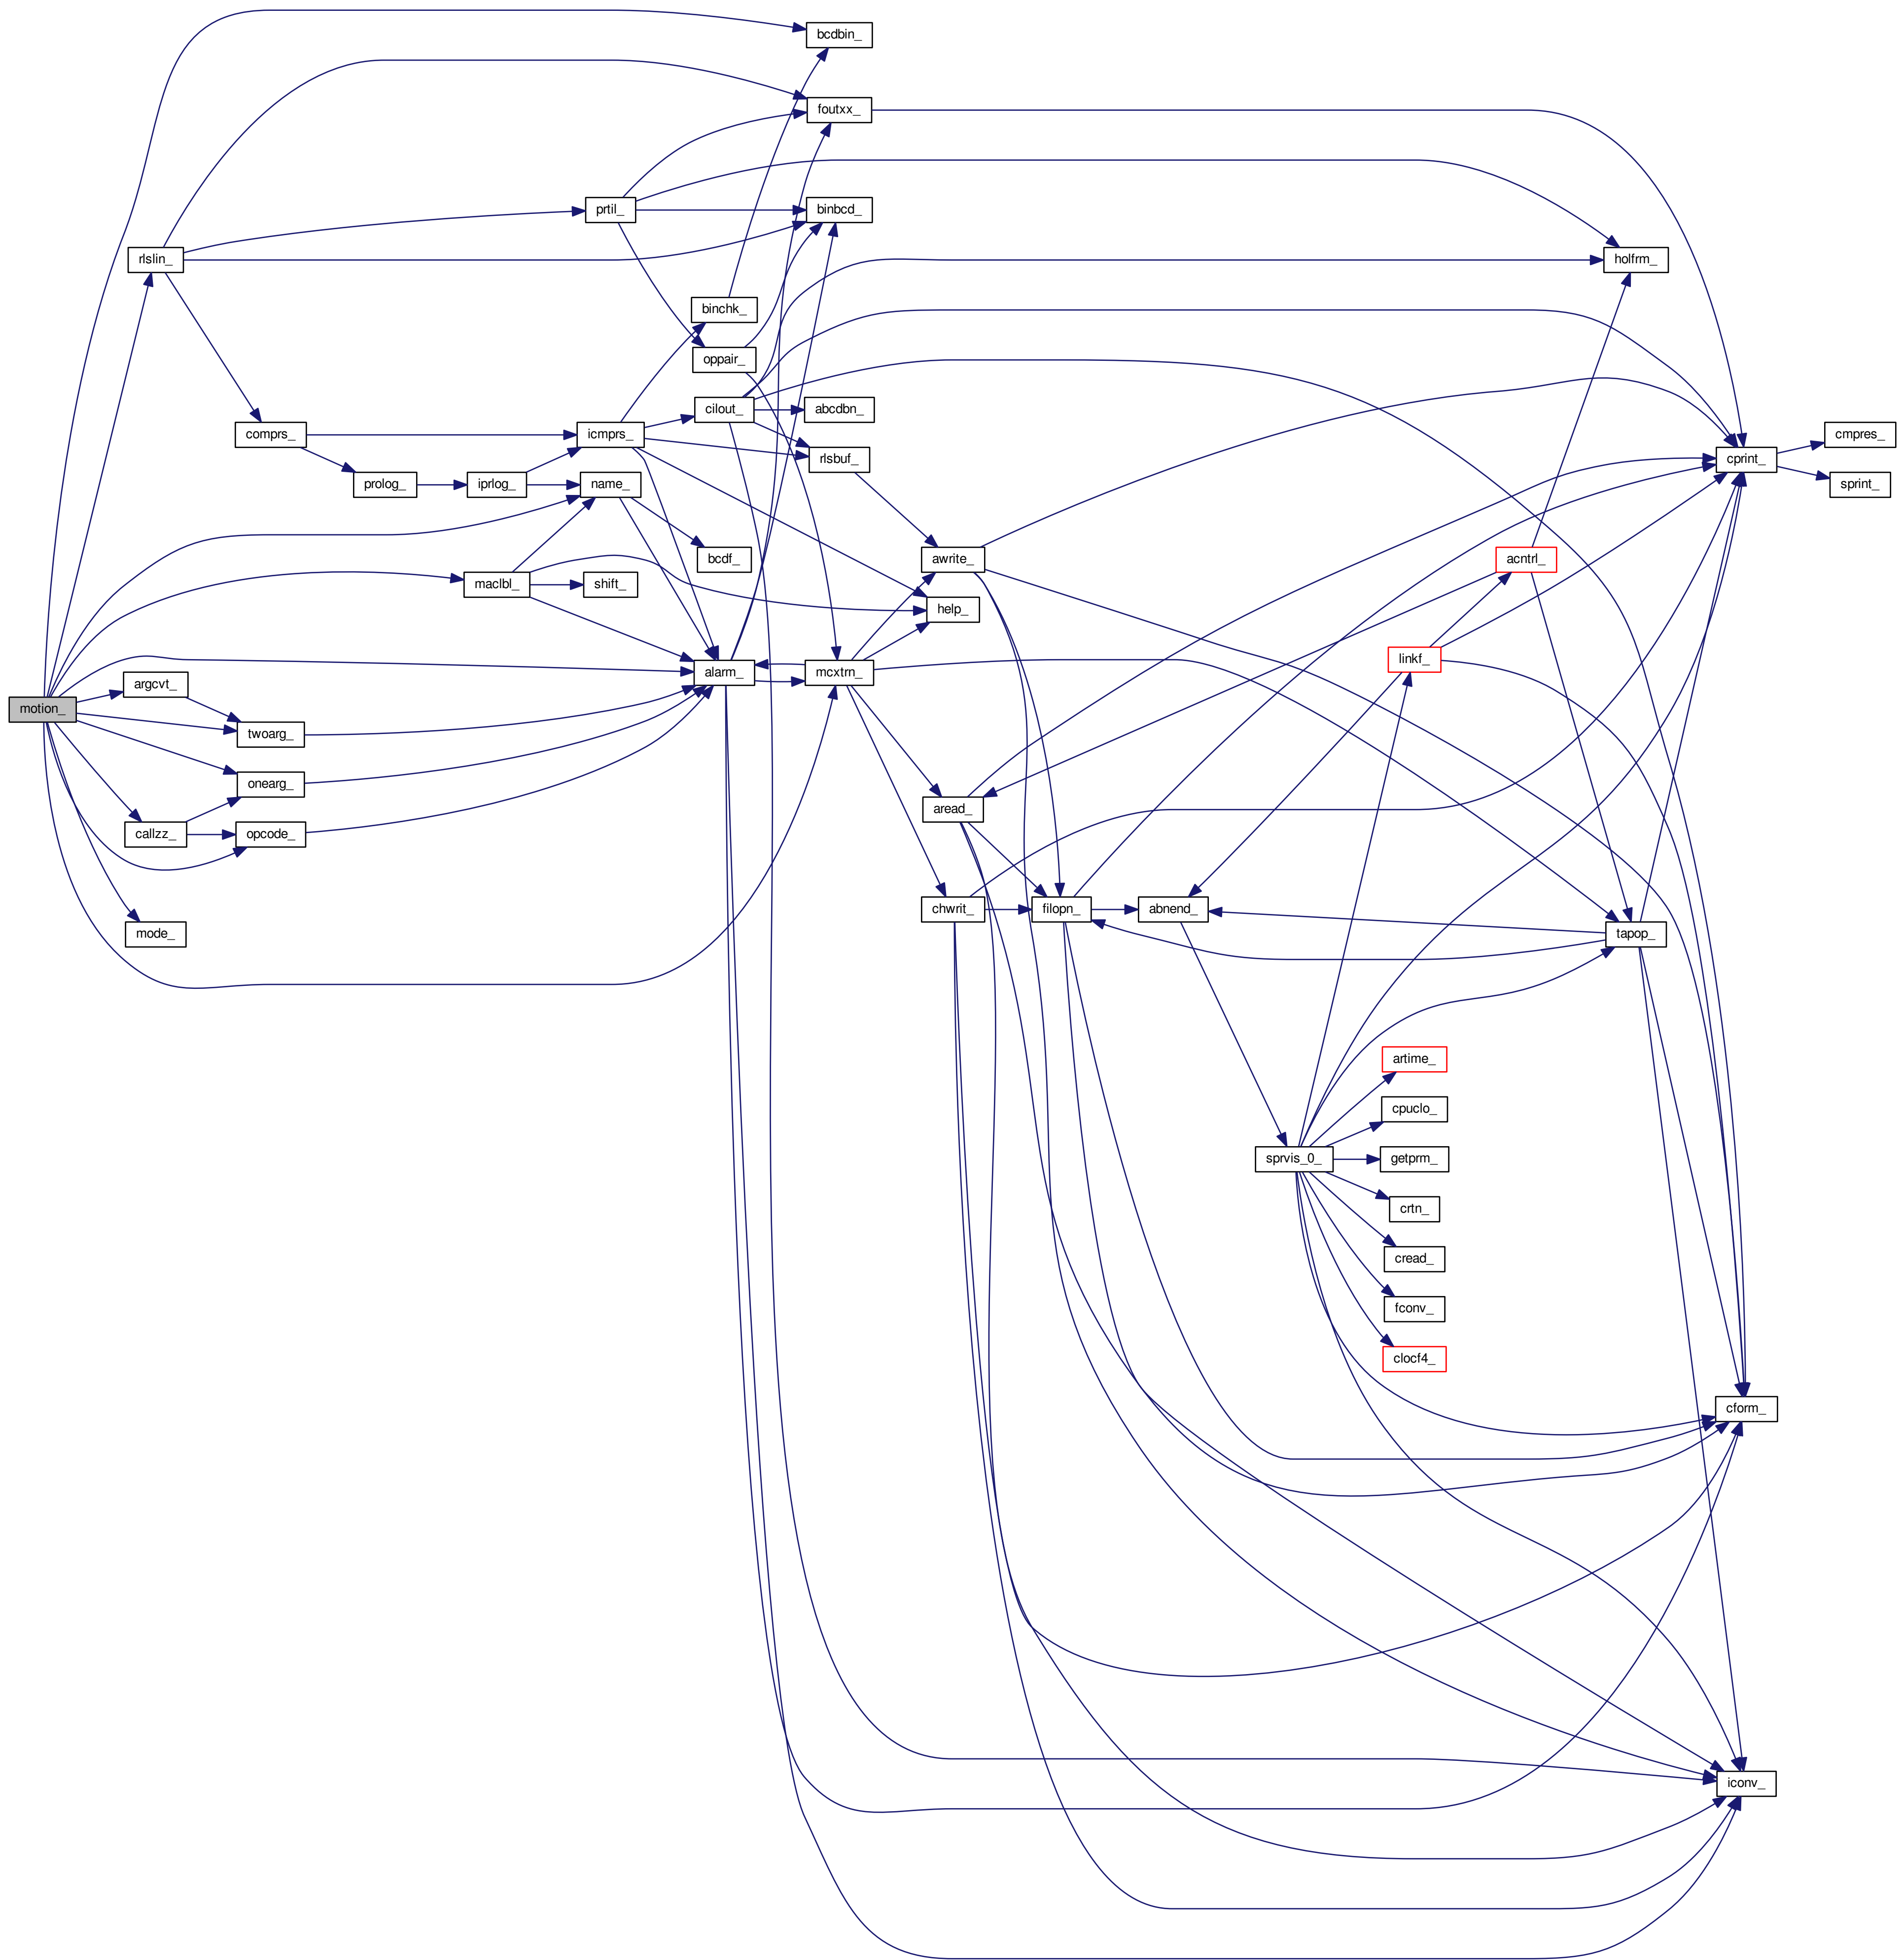 bcdbin_
foutxx_
prtil_
binbcd_
rlslin_
holfrm_
binchk_
oppair_
cilout_
abcdbn_
comprs_
icmprs_
cmpres_
rlsbuf_
cprint_
prolog_
iprlog_
name_
sprint_
bcdf_
awrite_
acntrl_
maclbl_
shift_
help_
linkf_
alarm_
mcxtrn_
argcvt_
motion_
twoarg_
onearg_
aread_
callzz_
opcode_
chwrit_
filopn_
abnend_
mode_
tapop_
artime_
cpuclo_
sprvis_0_
getprm_
crtn_
cread_
fconv_
clocf4_
cform_
iconv_